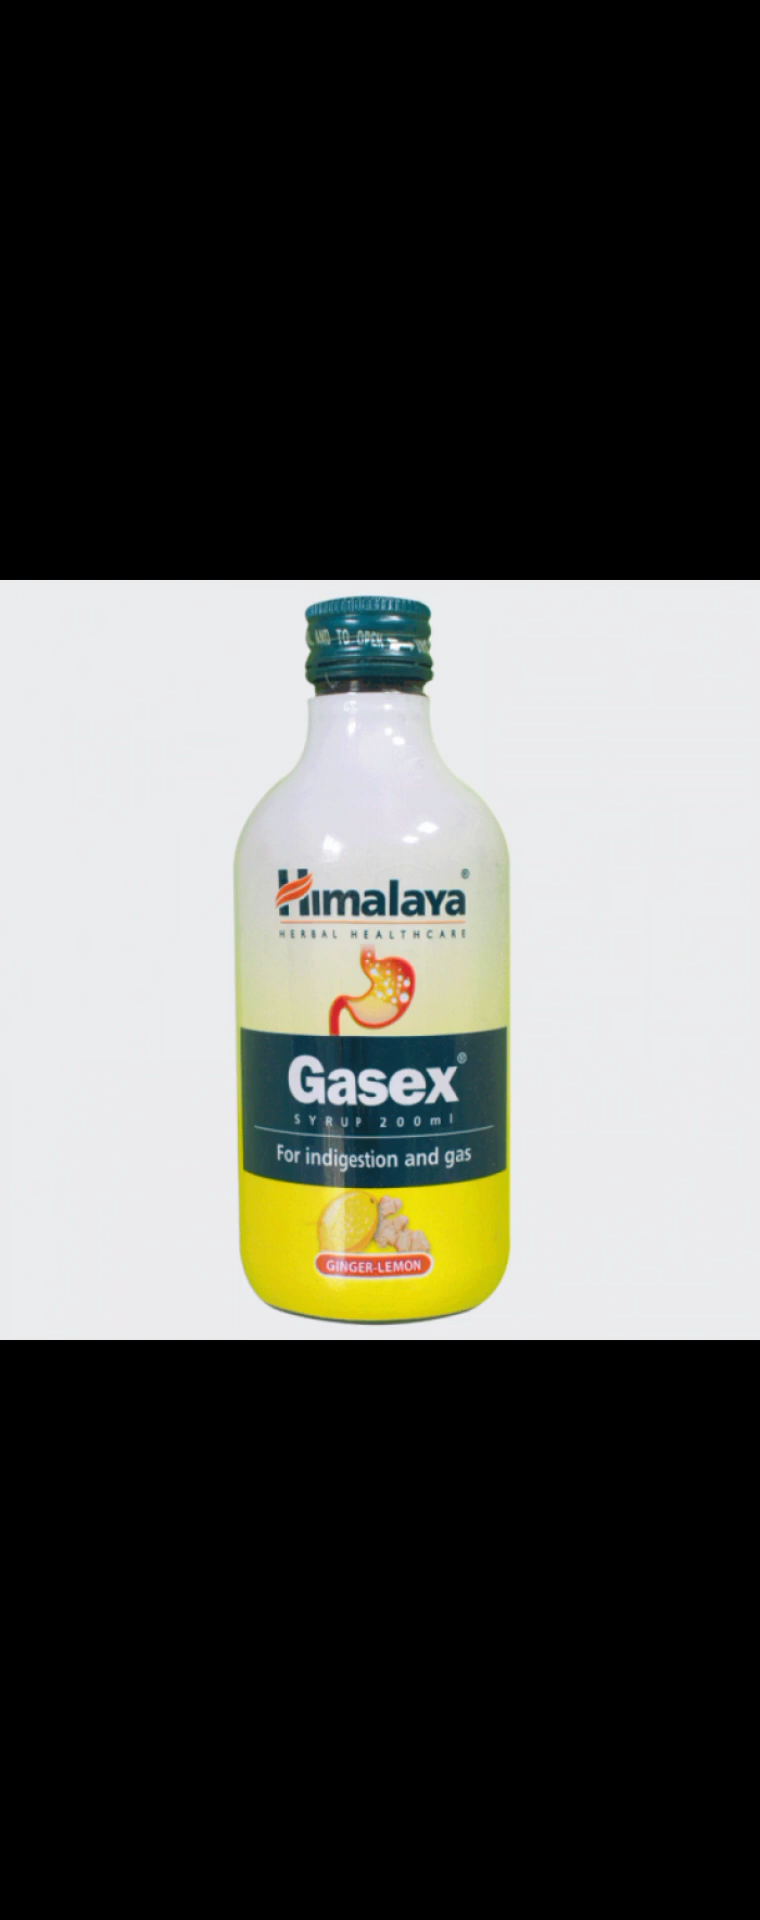 AND TO OPEN
Himalaya®
HERBAL HEALTHCARE
Gasex®
SYRUP 200ml
For indigestion and gas
GINGER-LEMON